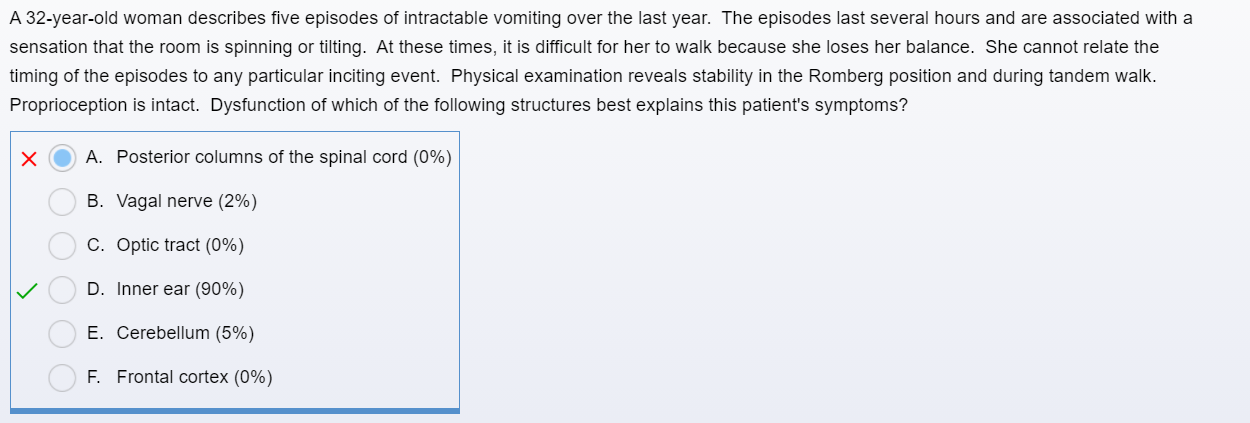 A 32-year-old woman describes five episodes of intractable vomiting over the last year.  The episodes last several hours and are associated with a
sensation that the room is spinning or tilting.  At these times, it is difficult for her to walk because she loses her balance.  She cannot relate the
timing of the episodes to any particular inciting event.  Physical examination reveals stability in the Romberg position and during tandem walk.
Proprioception is intact.  Dysfunction of which of the following structures best explains this patient's symptoms?
A. Posterior columns of the spinal cord (0%)
B. Vagal nerve (2%)
C. Optic tract (0%)
D. Inner ear (90%)
E. Cerebellum (5%)
F. Frontal cortex (0%)